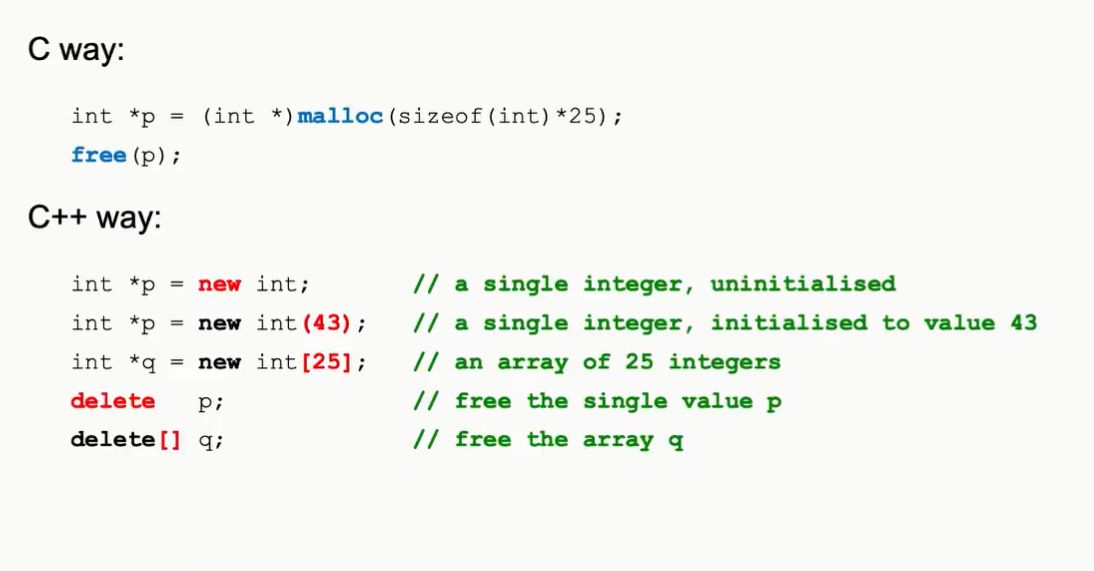 C way:
int *p = (int *)malloc(sizeof(int)*25);
free(p);
C++ way:
int *p = new int; // a single integer, uninitialised
int *p = new int(43); // a single integer, initialised to value 43
int *q = new int[25]; // an array of 25 integers
delete p; // free the single value p
delete[] q; // free the array q